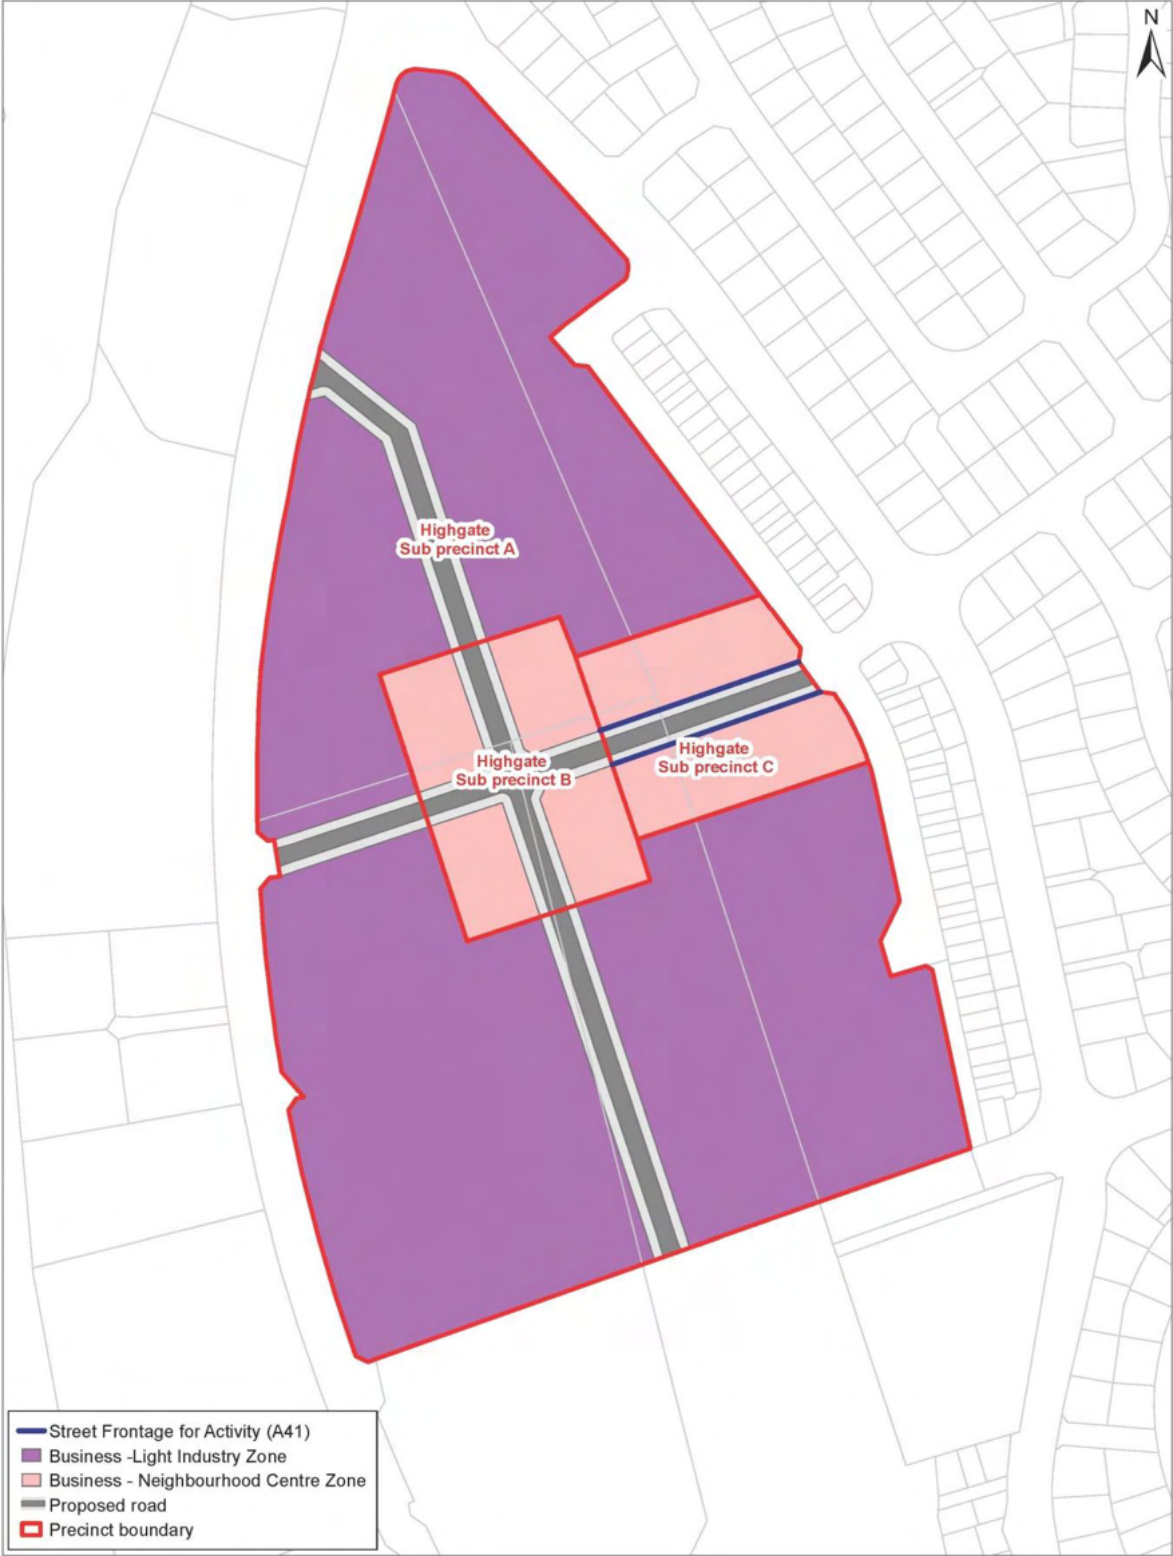 N
Highgate
Sub precinct A
Highgate
Sub precinct B
Highgate
Sub precinct C
Street Frontage for Activity (A41)
Business -Light Industry Zone
Business - Neighbourhood Centre Zone
Proposed road
Precinct boundary